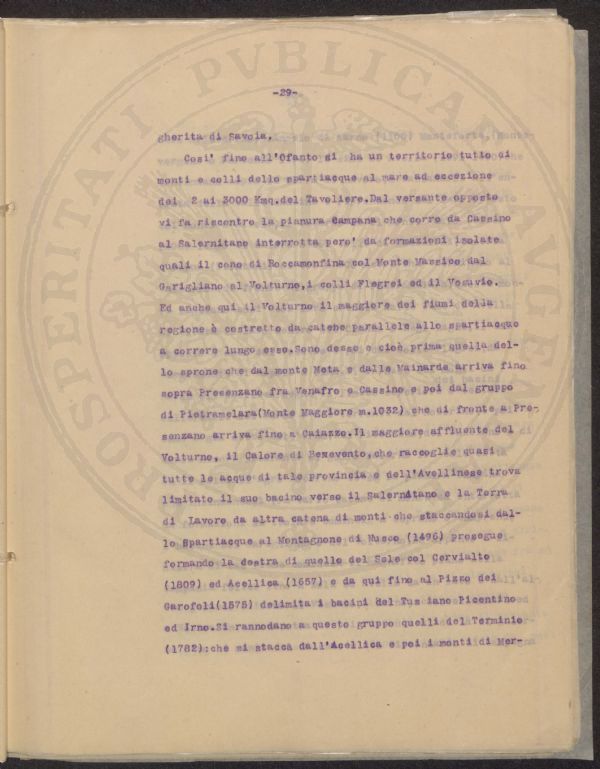 -29-
gherita di Savoia.
Cosi' fino all'Ofanto si ha un territorio tutto di
monti e colli dello spartiacque al mare ad eccezione
dei 2 ai 3000 Kmq.del Tavoliere.Dal versante opposto
vi fa riscontro la pianura Campana che corre da Cassino
al Salernitano interrotta pero' da formazioni isolate
quali il cono di Roccamonfina col Monte Massico dal
Garigliano al Volturno,i colli Flegrei ed il Vesuvio.
Ed anche qui il Volturno il maggiore dei fiumi della
regione è costretto da catene parallele allo spartiacque
a correre lungo esso.Sono desse e cioè prima quella del-
lo sprone che dal monte Meta e dalle Mainarde arriva fino
sopra Presenzano fra Venafro e Cassino e poi dal gruppo
di Pietramelara(Monte Maggiore m.1032) che di fronte a Pre-
senzano arriva fino a Caiazzo.Il maggiore affluente del
Volturno, il Calore di Benevento,che raccoglie quasi
tutte le acque di tale provincia e dell'Avellinese trova
limitato il suo bacino verso il Salernitano e la Terra
di Lavoro da altra catena di monti che staccandosi dal-
lo Spartiacque al Montagnone di Nusco (1496) prosegue
formando la destra di quello del Sele col Cervialto
(1809) ed Acellica (1657) e da qui fino al Pizzo dei
Garofoli(1575) delimita i bacini del Tusciano Picentino
ed Irno.Si rannodano a questo gruppo quelli del Terminio
(1782);che si stacca dall'Acellica e poi i monti di Mer-
PROSPERITATI PVBLICAE AVGENDAE